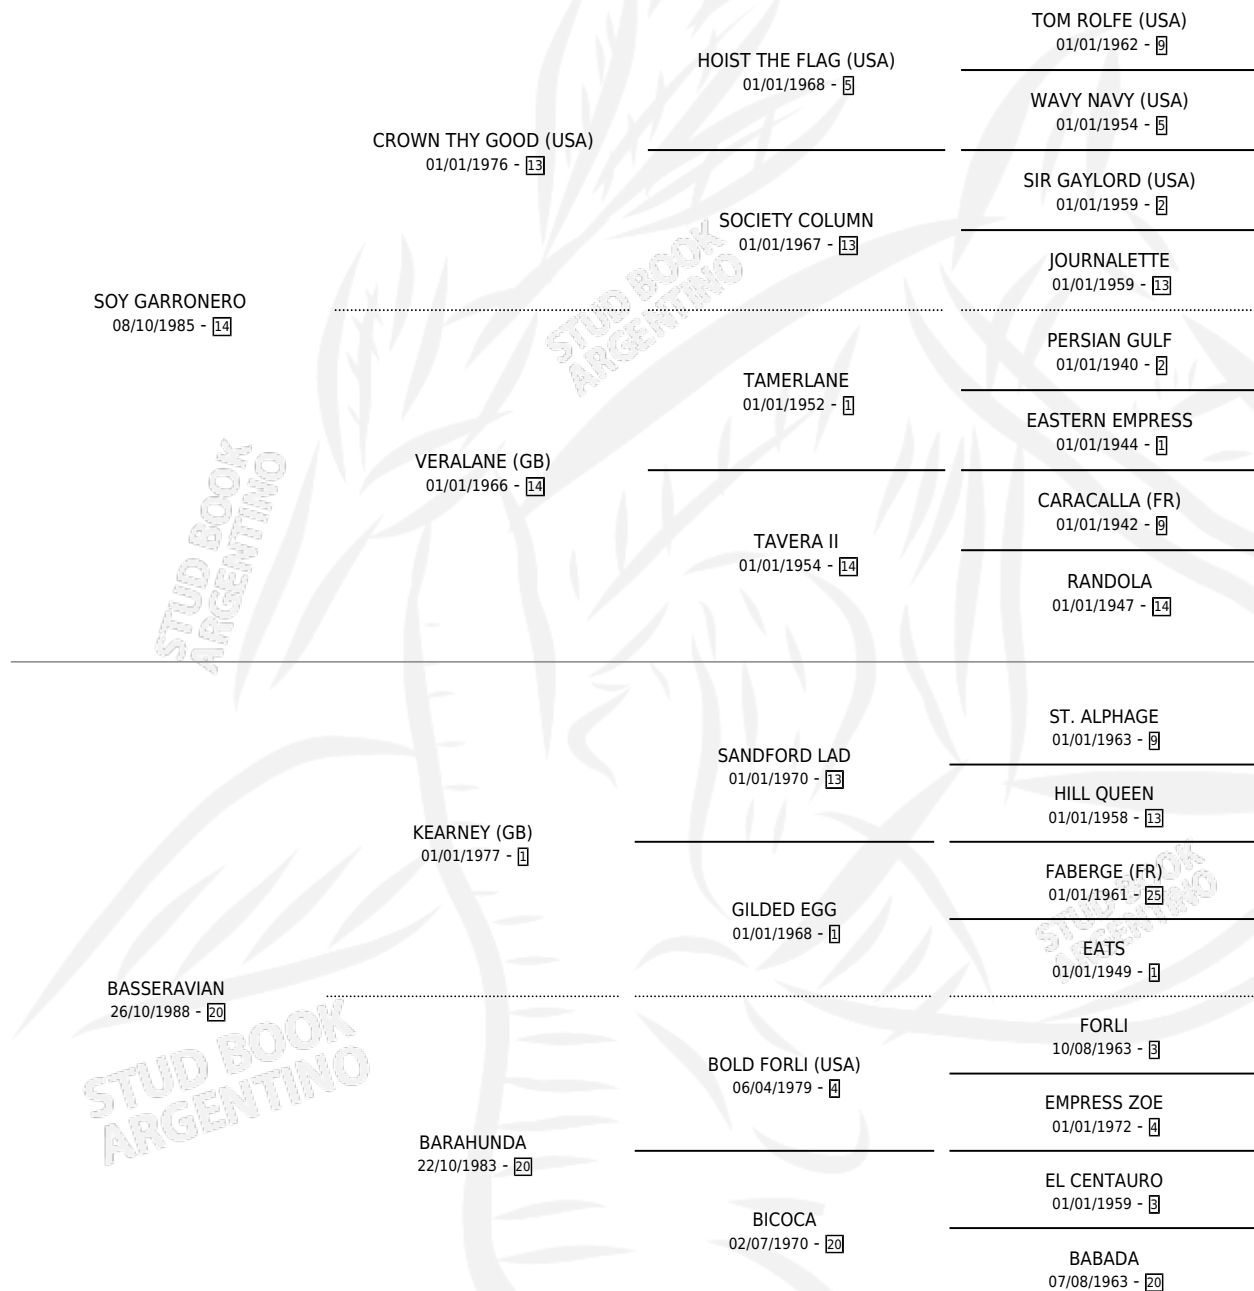 TOM ROLFE (USA)
01/01/1962 - 9
HOIST THE FLAG (USA)
01/01/1968 - 5
WAVY NAVY (USA)
01/01/1954 - 5
CROWN THY GOOD (USA)
01/01/1976 - 13
SIR GAYLORD (USA)
01/01/1959 - 2
SOCIETY COLUMN
01/01/1967 - 13
JOURNALETTE
01/01/1959 - 13
SOY GARRONERO
08/10/1985 - 14
STUD BOOK
ARGENTINO
PERSIAN GULF
01/01/1940 - 2
TAMERLANE
01/01/1952 - 1
EASTERN EMPRESS
01/01/1944 - 1
VERALANE (GB)
01/01/1966 - 14
CARACALLA (FR)
01/01/1942 - 9
TAVERA II
01/01/1954 - 14
RANDOLA
01/01/1947 - 14
STUD BOOK
ARGENTINO
ST. ALPHAGE
01/01/1963 - 9
SANDFORD LAD
01/01/1970 - 13
HILL QUEEN
01/01/1958 - 13
KEARNEY (GB)
01/01/1977 - 1
FABERGE (FR)
01/01/1961 - 25
GILDED EGG
01/01/1968 - 1
EATS
01/01/1949 - 1
STUD BOOK
ARGENTINO
BASSERAVIAN
26/10/1988 - 20
FORLI
10/08/1963 - 3
BOLD FORLI (USA)
06/04/1979 - 4
EMPRESS ZOE
01/01/1972 - 4
STUD BOOK
ARGENTINO
BARAHUNDA
22/10/1983 - 20
EL CENTAURO
01/01/1959 - 3
BICOCA
02/07/1970 - 20
BABADA
07/08/1963 - 20